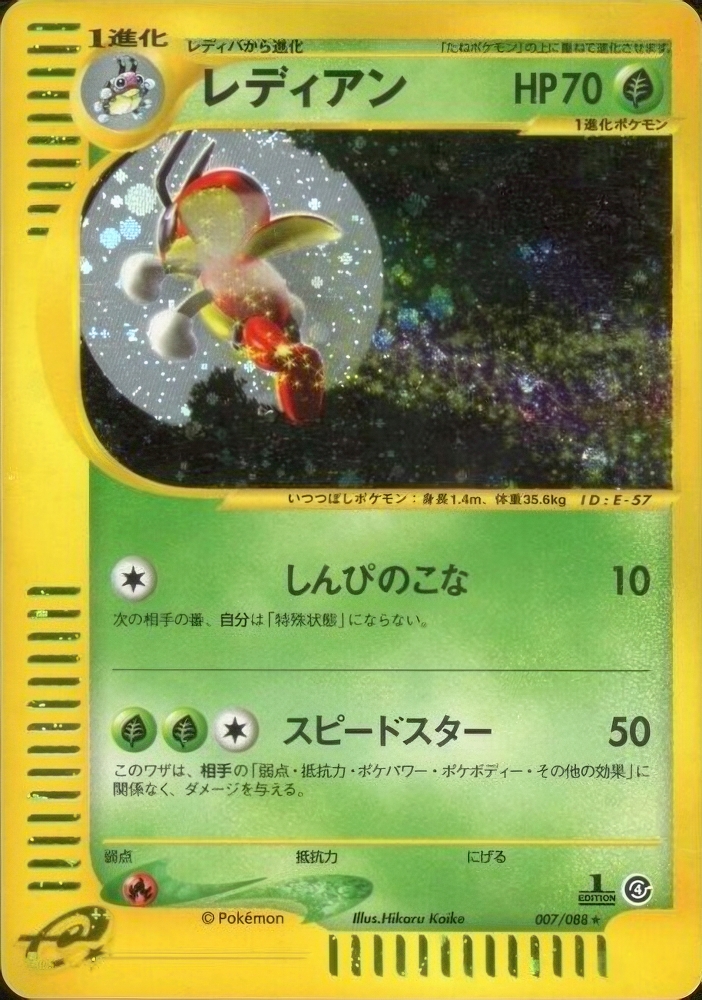 1進化
レディバから進化
「たねポケモン」の上に重ねて進化させます。
レディアン HP70
1進化ポケモン
いつつぼしポケモン：身長1.4m、体重35.6kg ID:E-57
しんぴのこな 10
次の相手の番、自分は「特殊状態」にならない。
スピードスター 50
このワザは、相手の「弱点・抵抗力・ポケパワー・ポケボディー・その他の効果」に
関係なく、ダメージを与える。
弱点 抵抗力 にげる
1 EDITION
4
© Pokémon Illus.Hikaru Koike 007/088 ★